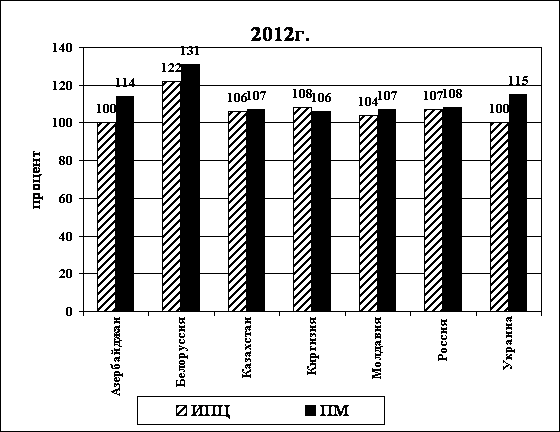 2012г.
процент
140
120
100
80
60
40
20
0
100 114
122 131
106 107
108 106
104 107
107 108
100 115
Азербайджан
Белоруссия
Казахстан
Киргизия
Молдавия
Россия
Украина
ИПЦ ПМ